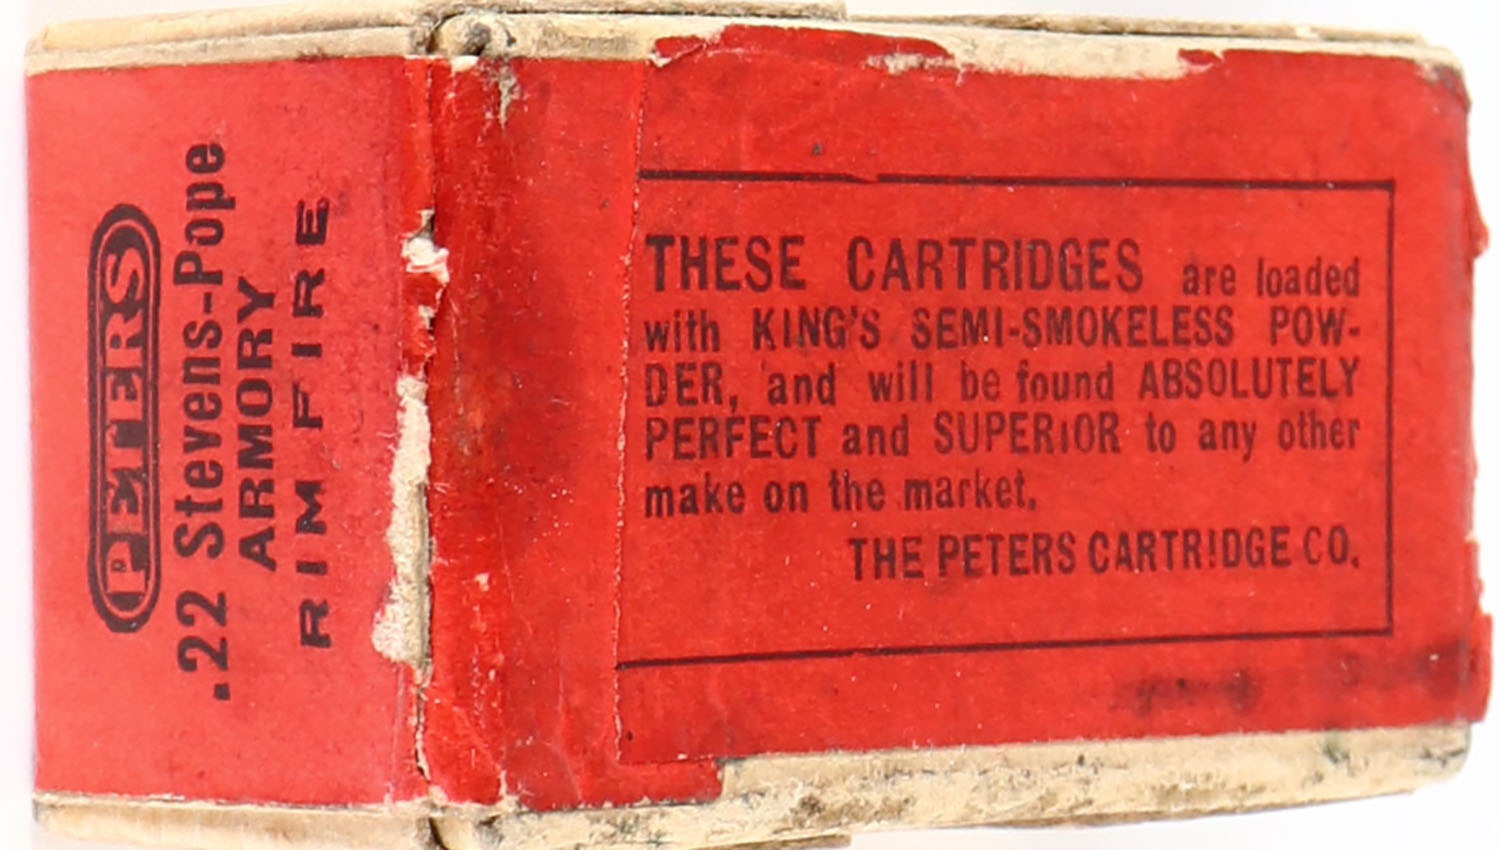 PETERS
.22 Stevens-Pope
ARMORY
RIM FIRE
THESE CARTRIDGES are loaded
with KING'S SEMI-SMOKELESS POW-
DER, and will be found ABSOLUTELY
PERFECT and SUPERIOR to any other
make on the market.
THE PETERS CARTRIDGE CO.